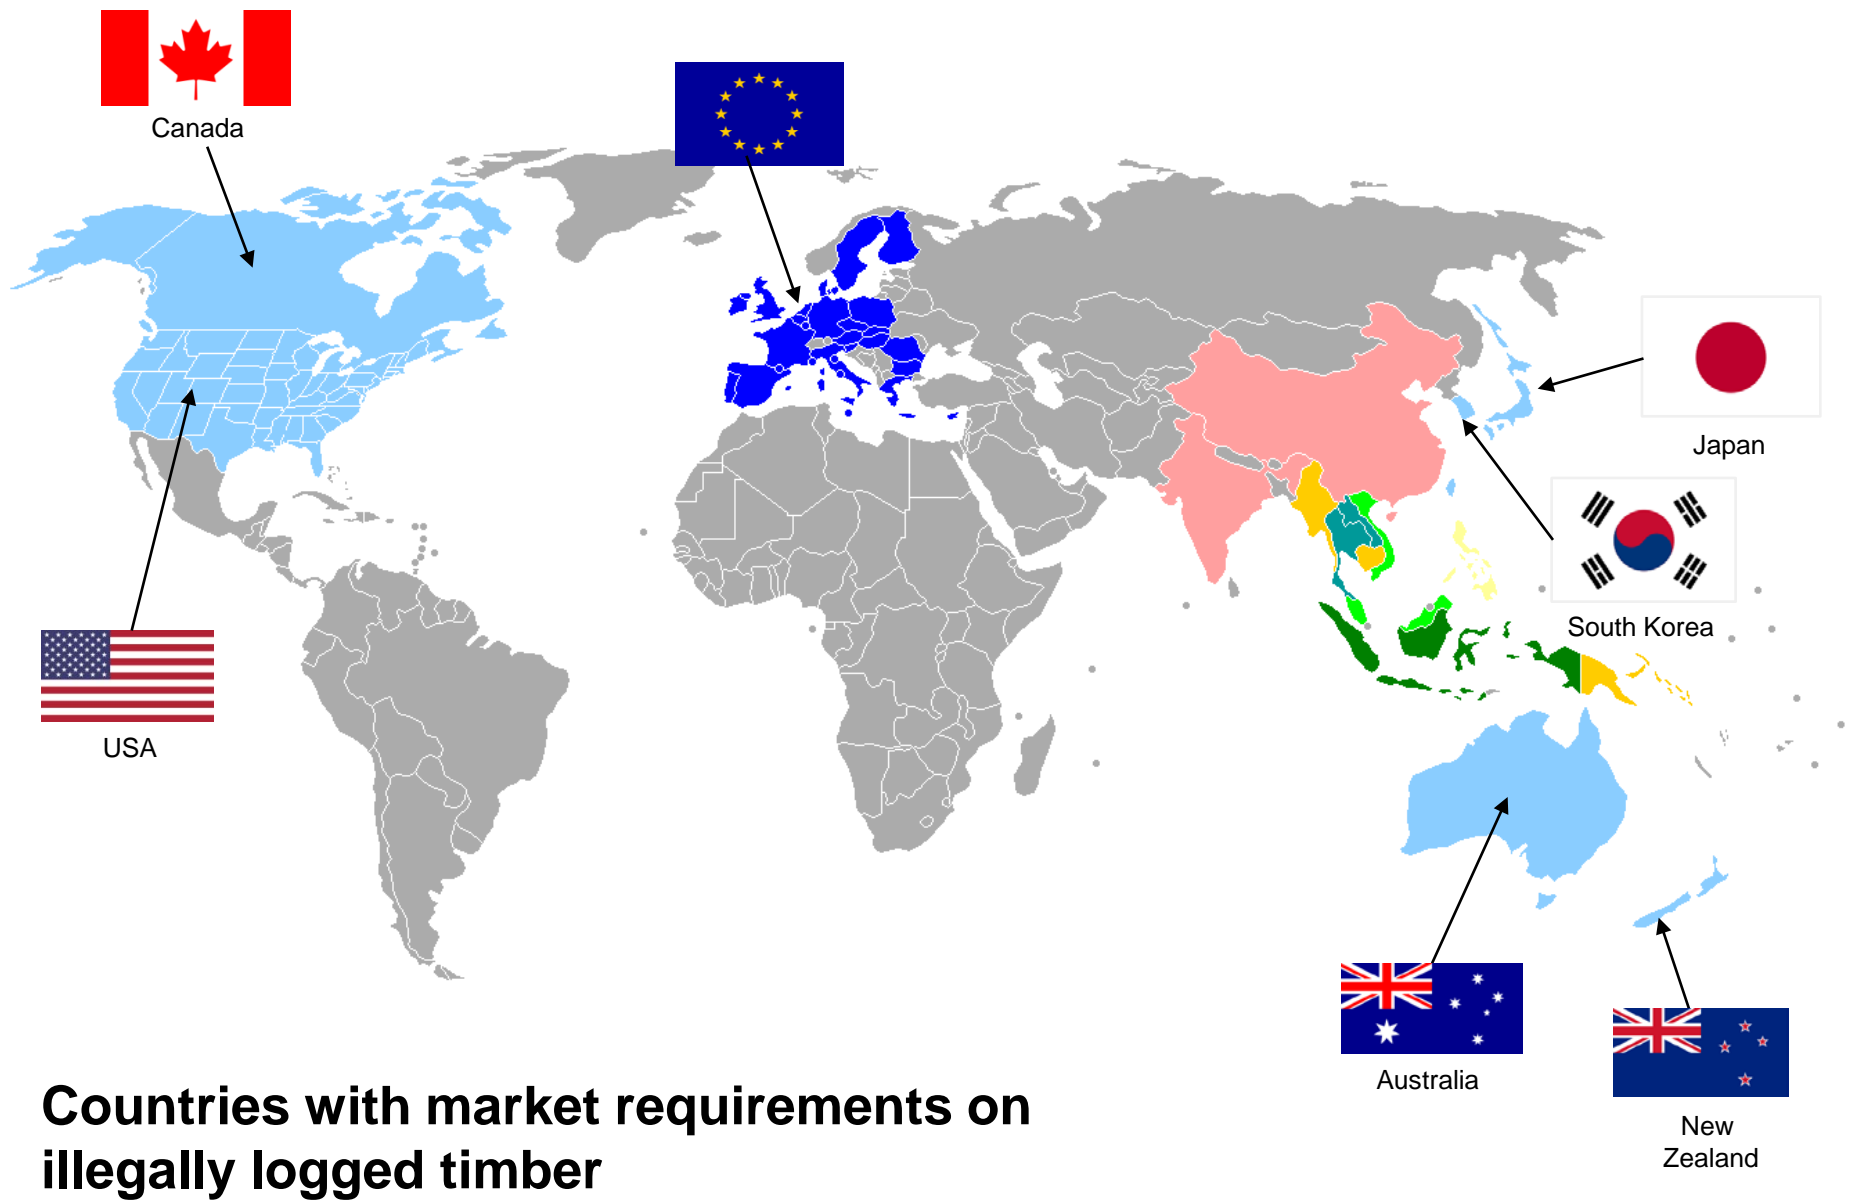 Canada
Japan
South Korea
USA
Australia
New
Zealand
Countries with market requirements on
illegally logged timber